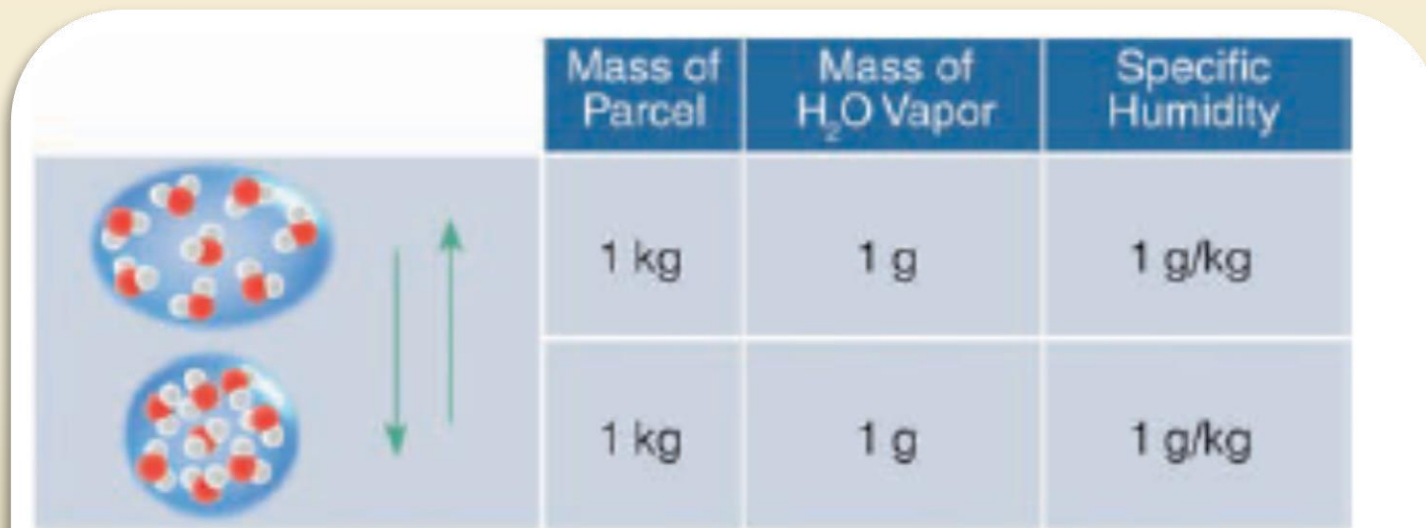 Mass of Parcel
Mass of H₂O Vapor
Specific Humidity
1 kg
1 g
1 g/kg
1 kg
1 g
1 g/kg